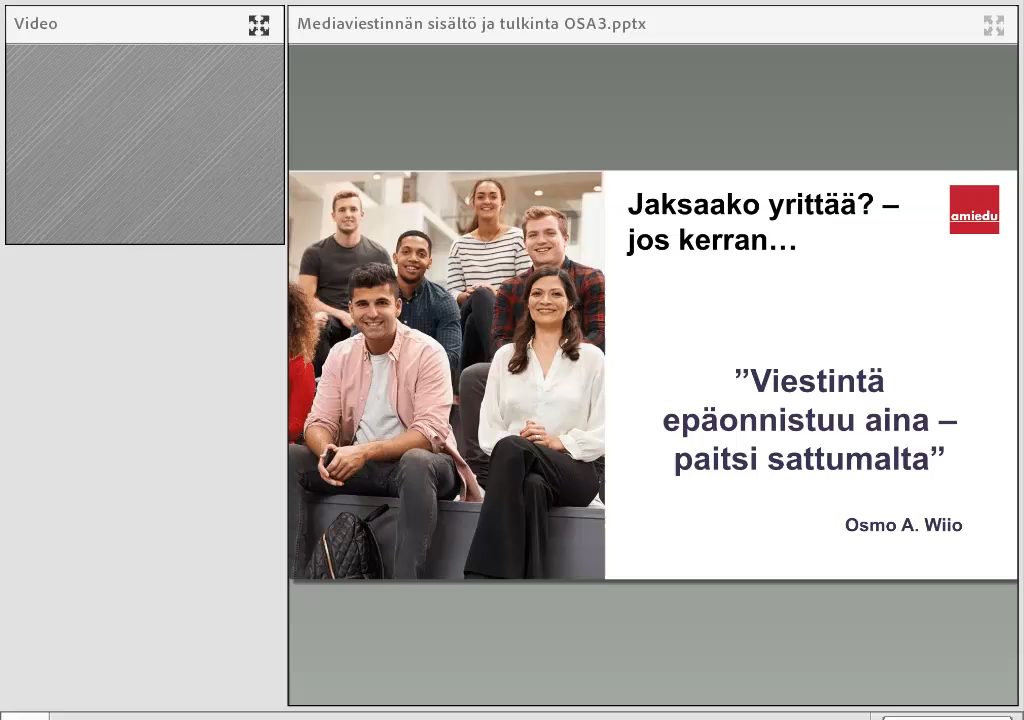 Video
Mediaviestinnän sisältö ja tulkinta OSA3.pptx
Jaksaako yrittää? –
jos kerran…
amiedu
”Viestintä
epäonnistuu aina –
paitsi sattumalta”
Osmo A. Wiio